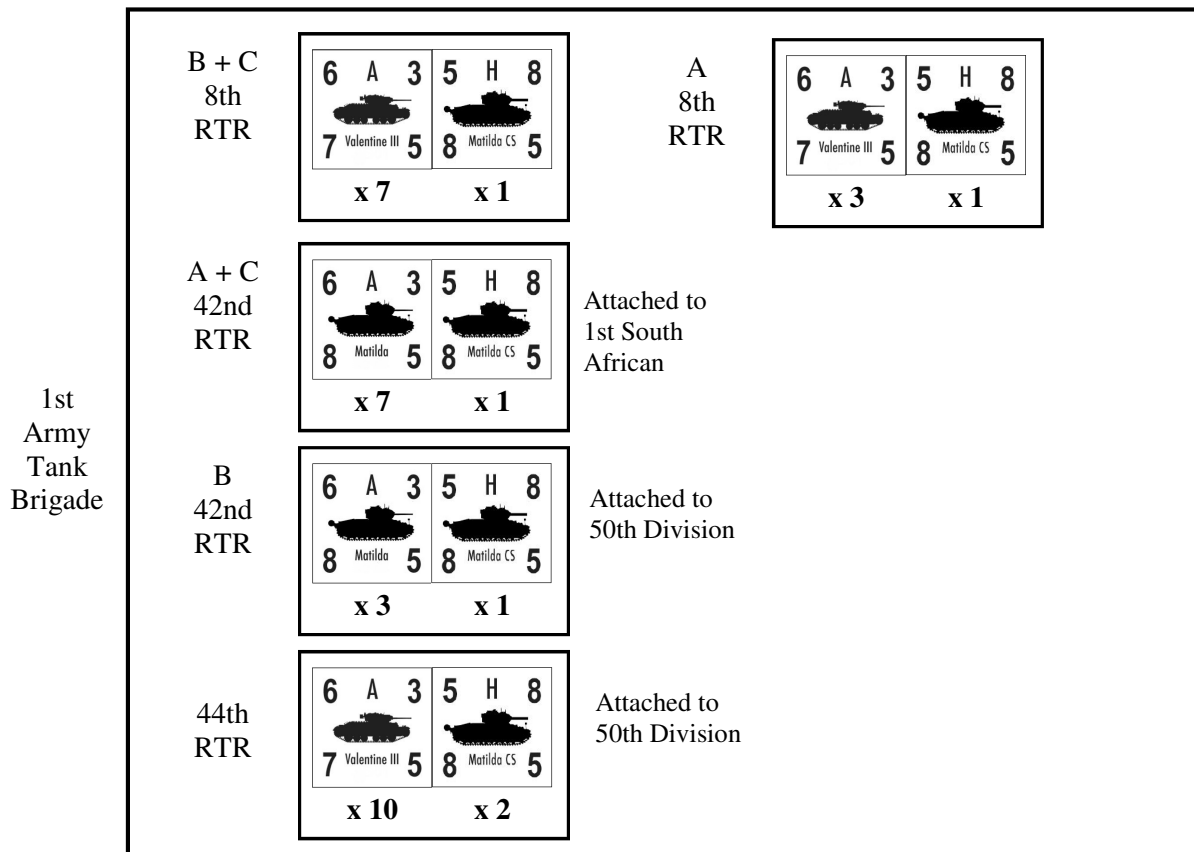 1st
Army
Tank
Brigade
B + C
8th
RTR
6 A 3 5 H 8
7 Valentine III 5 8 Matilda CS 5
x 7 x 1
A
8th
RTR
6 A 3 5 H 8
7 Valentine III 5 8 Matilda CS 5
x 3 x 1
A + C
42nd
RTR
6 A 3 5 H 8
8 Matilda 5 8 Matilda CS 5
x 7 x 1
Attached to
1st South
African
B
42nd
RTR
6 A 3 5 H 8
8 Matilda 5 8 Matilda CS 5
x 3 x 1
Attached to
50th Division
44th
RTR
6 A 3 5 H 8
7 Valentine III 5 8 Matilda CS 5
x 10 x 2
Attached to
50th Division